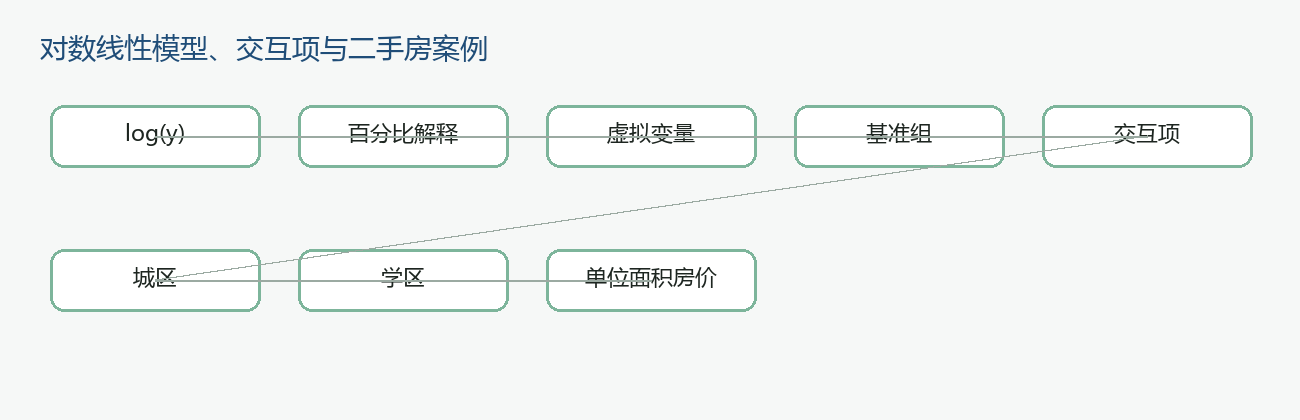 对数线性模型、交互项与二手房案例
log(y) 百分比解释 虚拟变量 基准组 交互项
城区 学区 单位面积房价